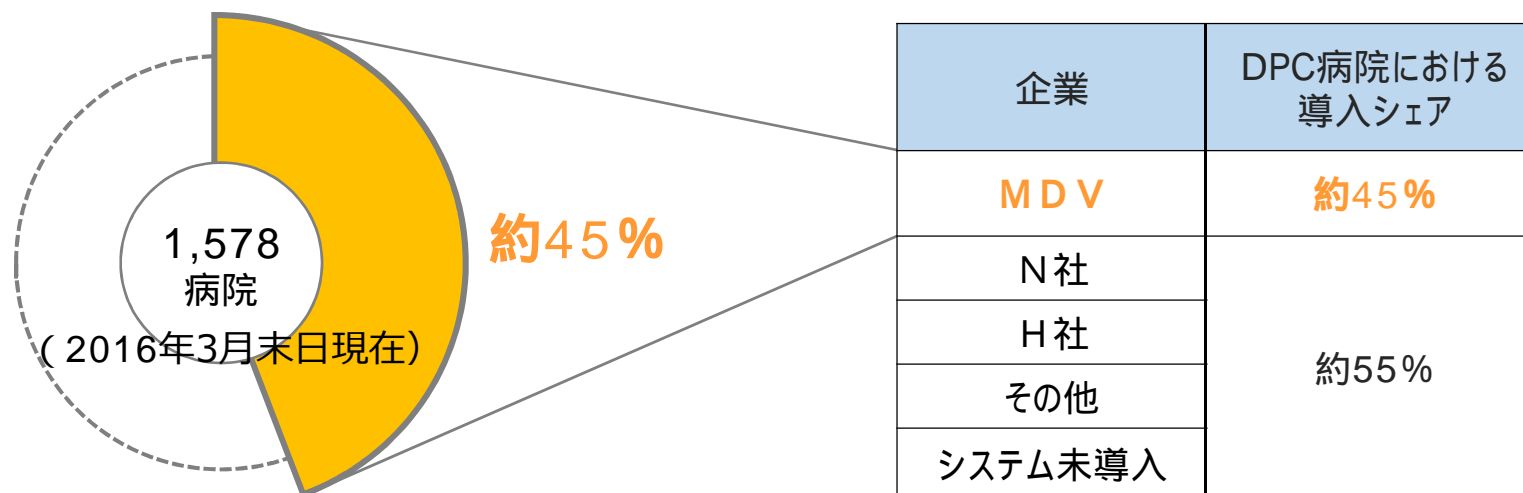 1,578
病院
(2016年3月末日現在)
約45%
企業
DPC病院における
導入シェア
MDV
約45%
N社
H社
その他
システム未導入
約55%